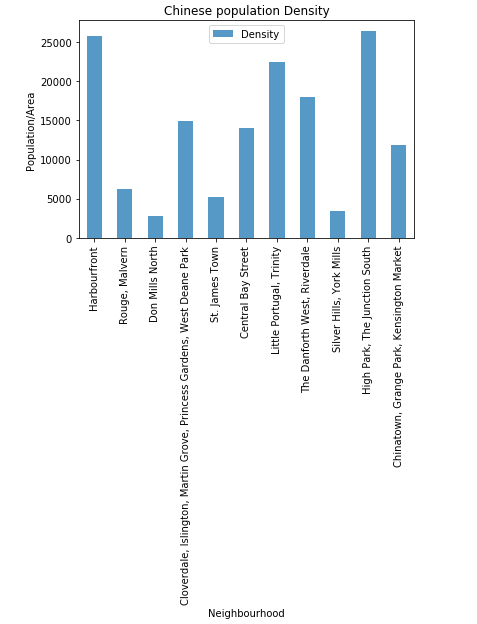 Chinese population Density
Density
Population/Area
25000
20000
15000
10000
5000
0
Harbourfront
Rouge, Malvern
Don Mills North
Cloverdale, Islington, Martin Grove, Princess Gardens, West Deane Park
St. James Town
Central Bay Street
Little Portugal, Trinity
The Danforth West, Riverdale
Silver Hills, York Mills
High Park, The Junction South
Chinatown, Grange Park, Kensington Market
Neighbourhood